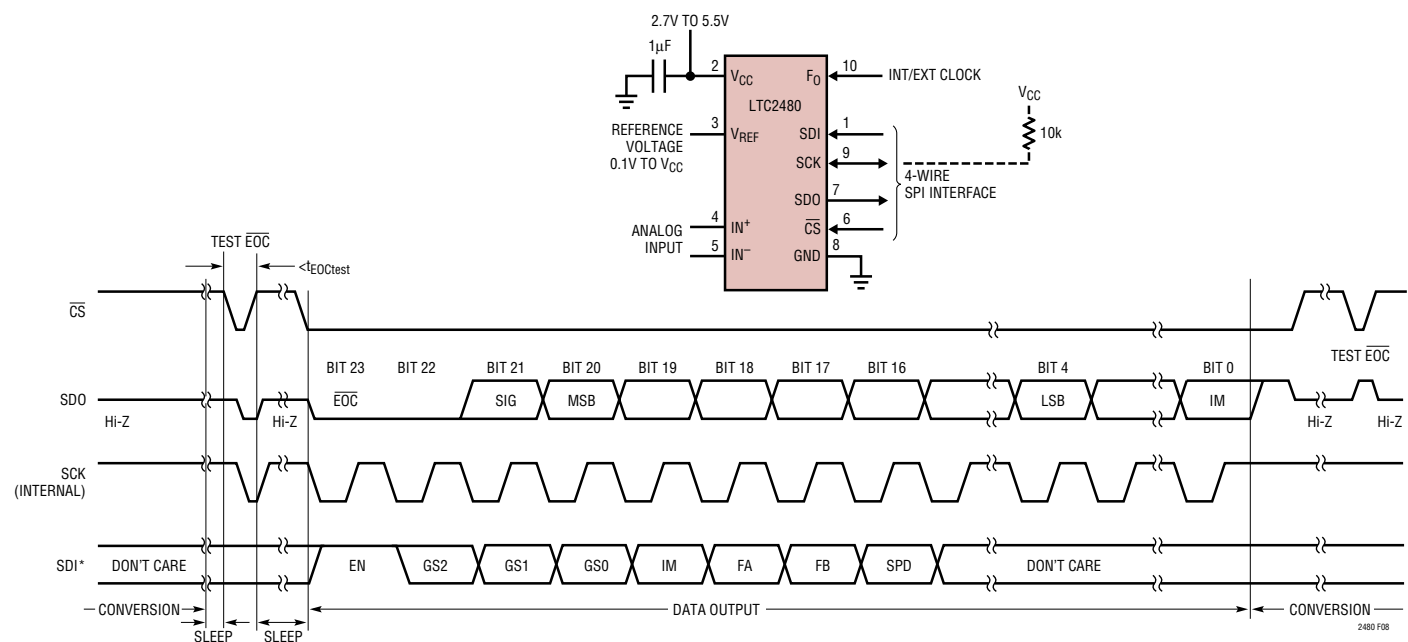 2.7V TO 5.5V
1µF
2
VCC
FO
10
INT/EXT CLOCK
LTC2480
VCC
10k
REFERENCE
VOLTAGE
0.1V TO VCC
3
VREF
SDI
1
SCK
9
SDO
7
CS
6
4-WIRE
SPI INTERFACE
ANALOG
INPUT
4
IN+
5
IN−
GND
8
TEST EOC
<tEOCtest
CS
BIT 23
BIT 22
BIT 21
BIT 20
BIT 19
BIT 18
BIT 17
BIT 16
BIT 4
BIT 0
TEST EOC
SDO
EOC
SIG
MSB
LSB
IM
Hi-Z
Hi-Z
Hi-Z
Hi-Z
SCK
(INTERNAL)
SDI*
DON'T CARE
EN
GS2
GS1
GS0
IM
FA
FB
SPD
DON'T CARE
CONVERSION
DATA OUTPUT
CONVERSION
SLEEP
SLEEP
2480 F08